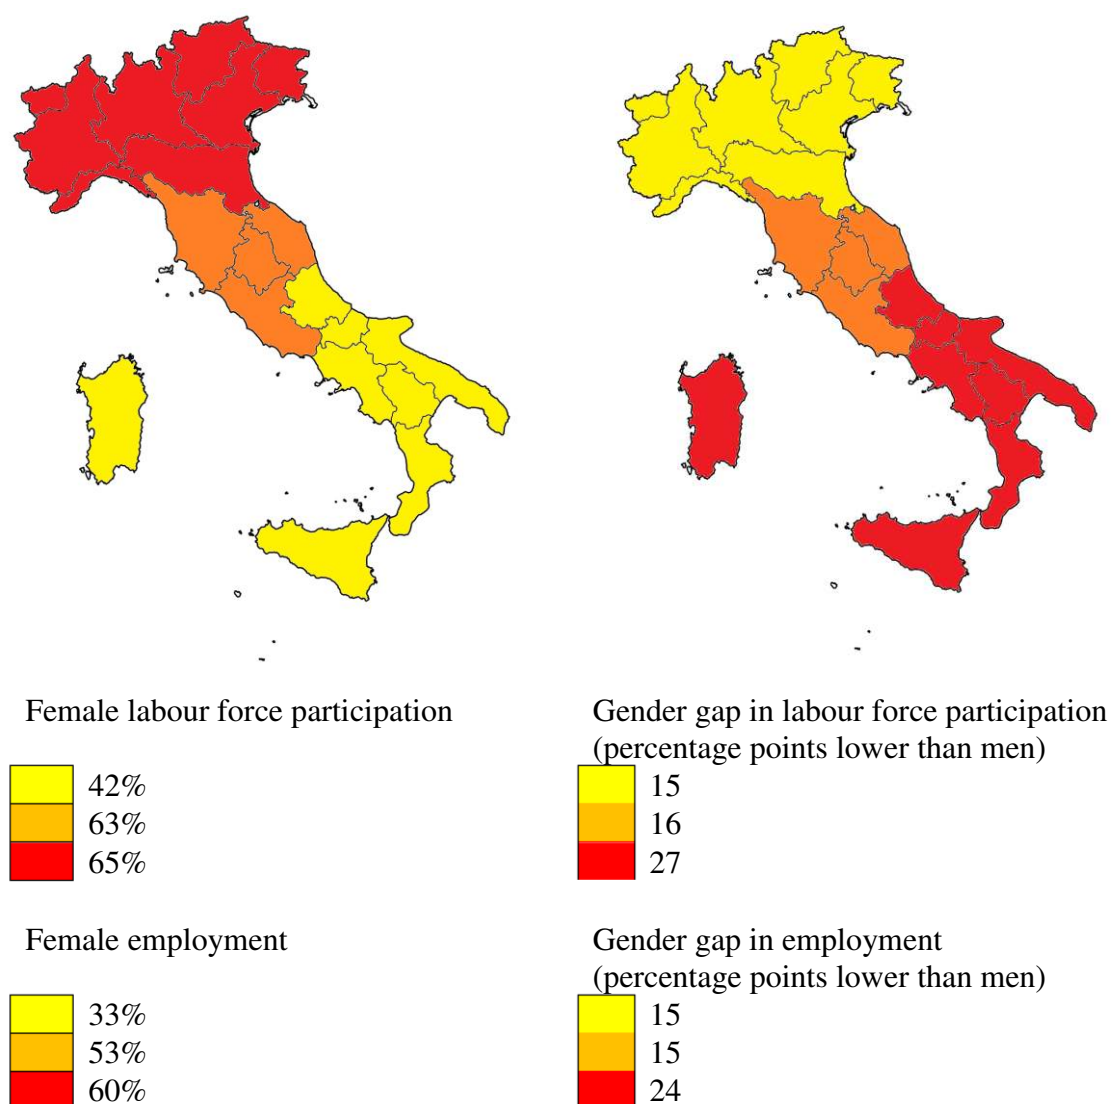 Female labour force participation
42%
63%
65%
Gender gap in labour force participation
(percentage points lower than men)
15
16
27
Female employment
33%
53%
60%
Gender gap in employment
(percentage points lower than men)
15
15
24